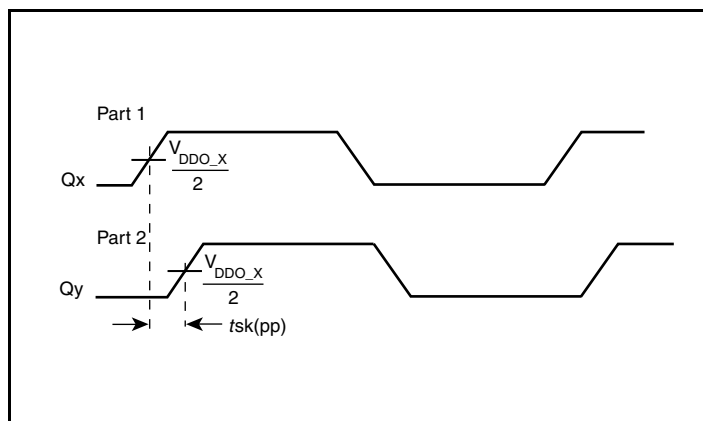 Part 1
V DDO_X
2
Qx
Part 2
V DDO_X
2
Qy
tsk(pp)